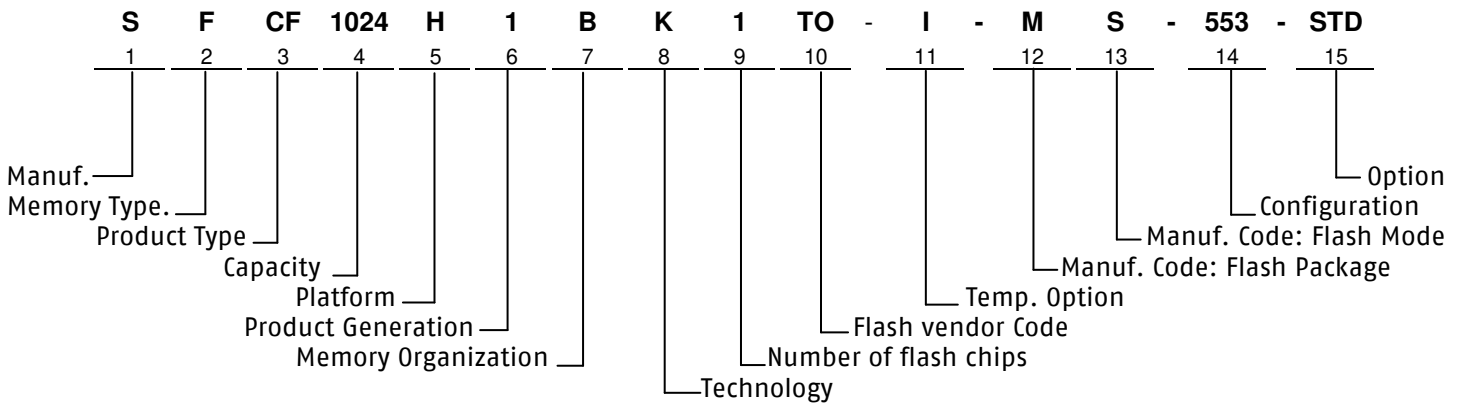 S F CF 1024 H 1 B K 1 TO - I - M S - 553 - STD
1 2 3 4 5 6 7 8 9 10 11 12 13 14 15
Manuf. Option
Memory Type. Configuration
Product Type Manuf. Code: Flash Mode
Capacity Manuf. Code: Flash Package
Platform Temp. Option
Product Generation Flash vendor Code
Memory Organization Number of flash chips
Technology